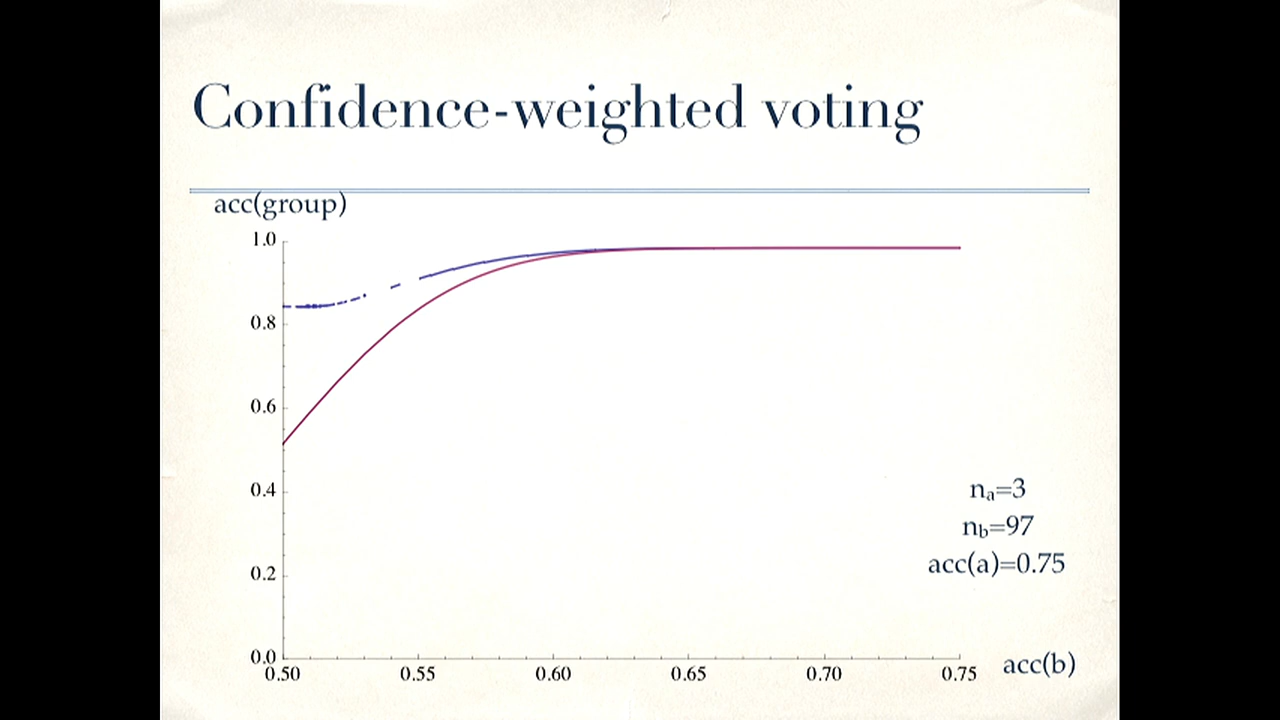 Confidence-weighted voting
acc(group)
1.0
0.8
0.6
0.4
0.2
0.0
0.50 0.55 0.60 0.65 0.70 0.75
acc(b)
nₐ=3
n_b=97
acc(a)=0.75